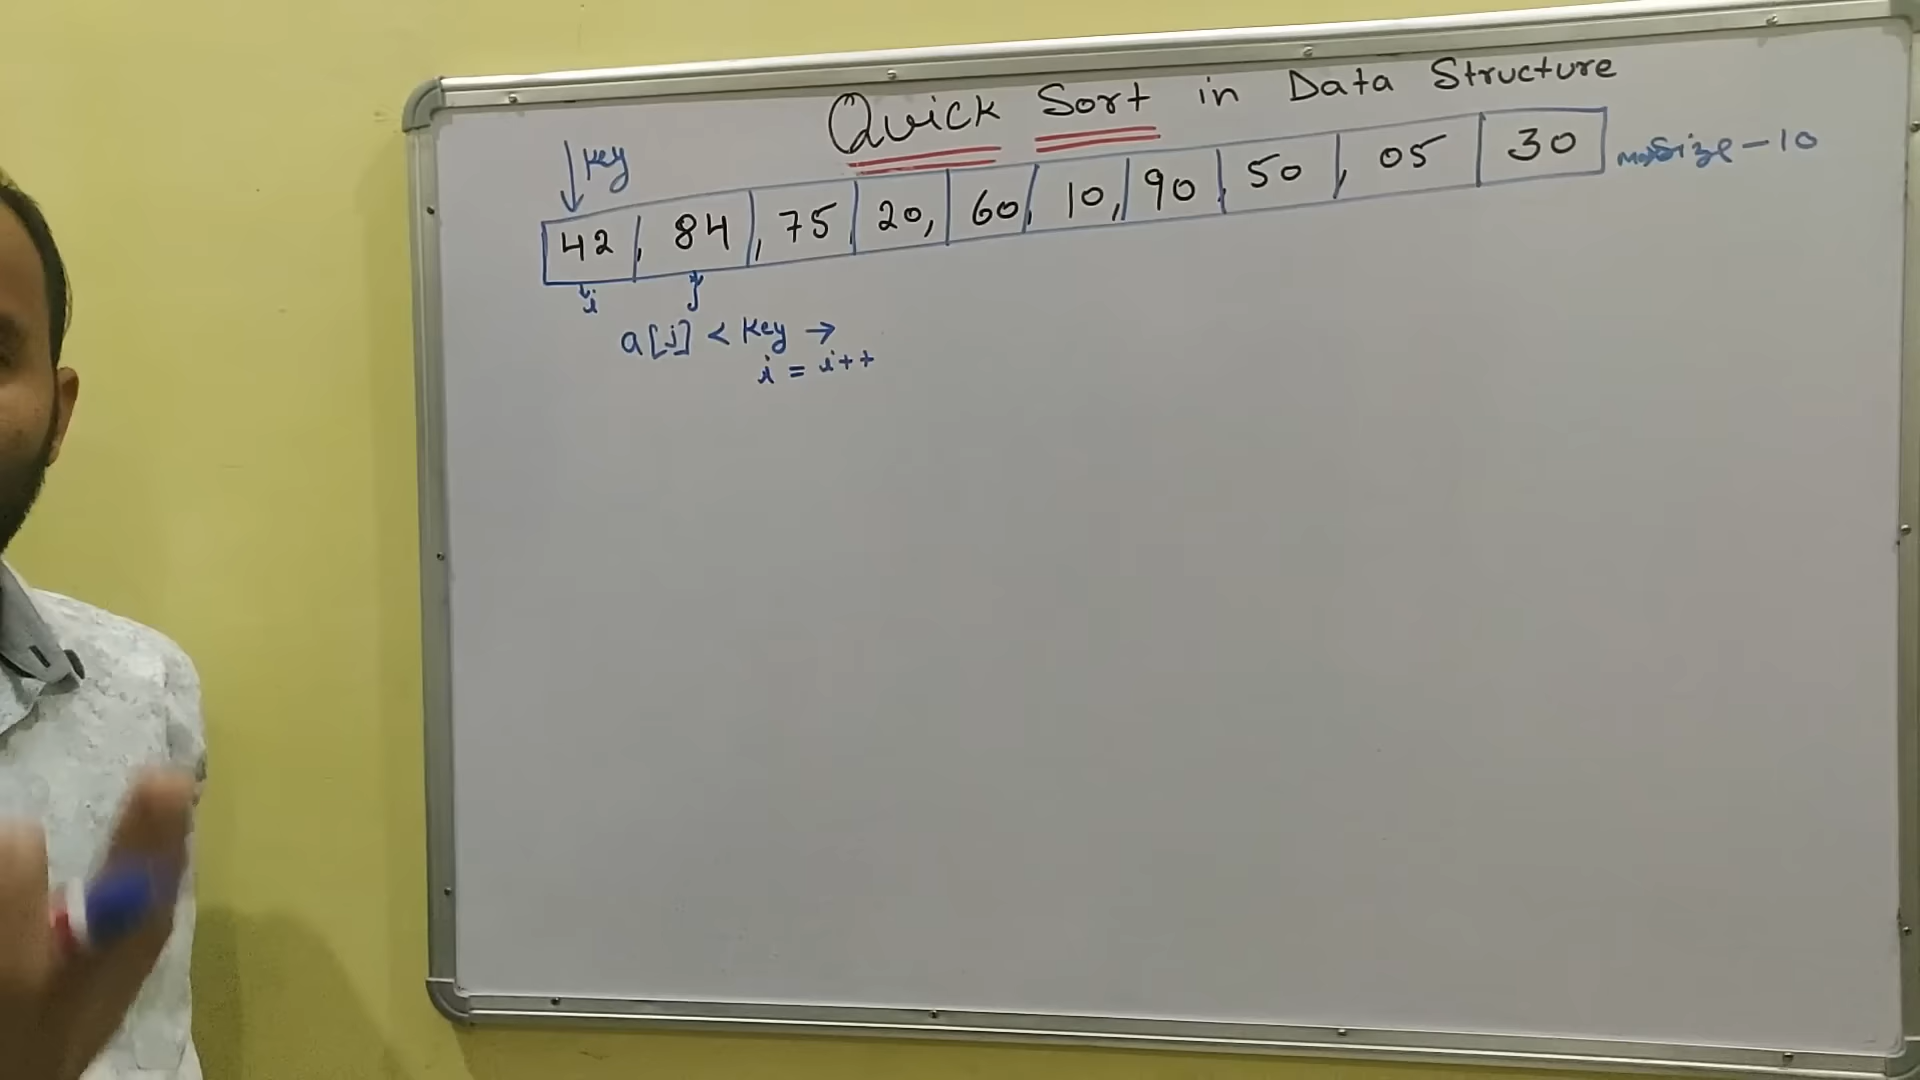 Quick Sort in Data Structure
key
42, 84, 75, 20, 60, 10, 90, 50, 05 30
size - 10
i j
a[j] < key →
i = i++